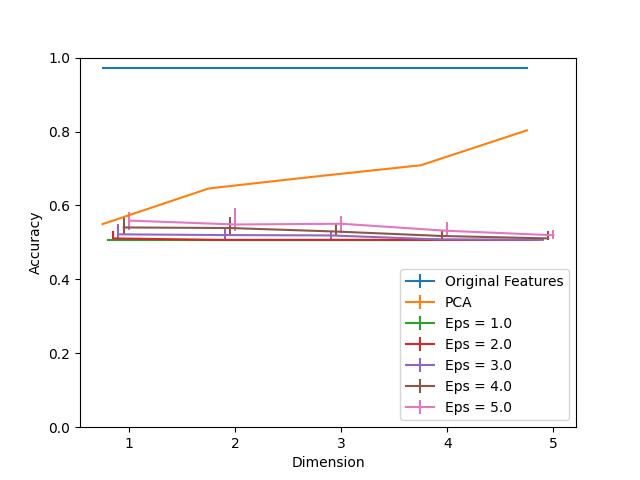 1.0
0.8
0.6
0.4
0.2
0.0
Accuracy
Original Features
PCA
Eps = 1.0
Eps = 2.0
Eps = 3.0
Eps = 4.0
Eps = 5.0
1 2 3 4 5
Dimension